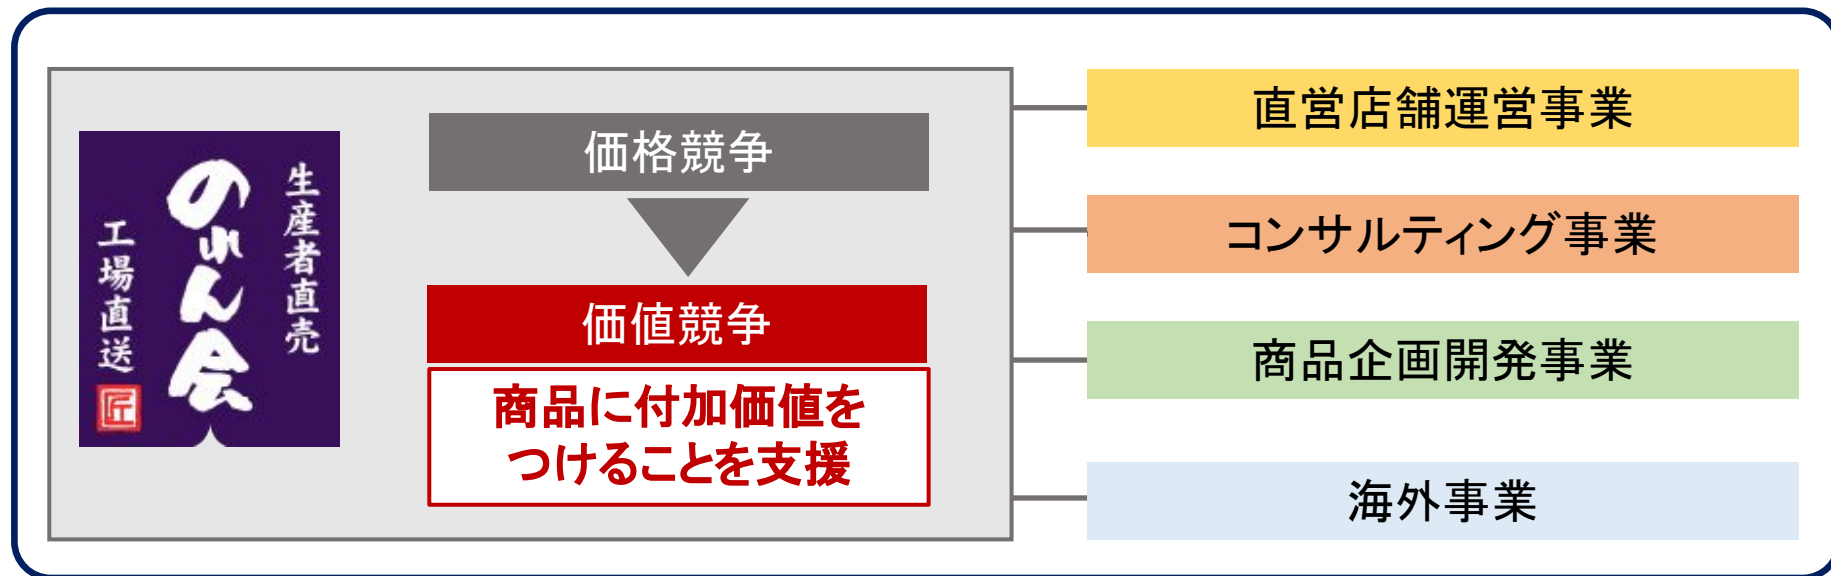 生産者直売
のれん会
工場直送
匠
価格競争
価値競争
商品に付加価値を
つけることを支援
直営店舗運営事業
コンサルティング事業
商品企画開発事業
海外事業